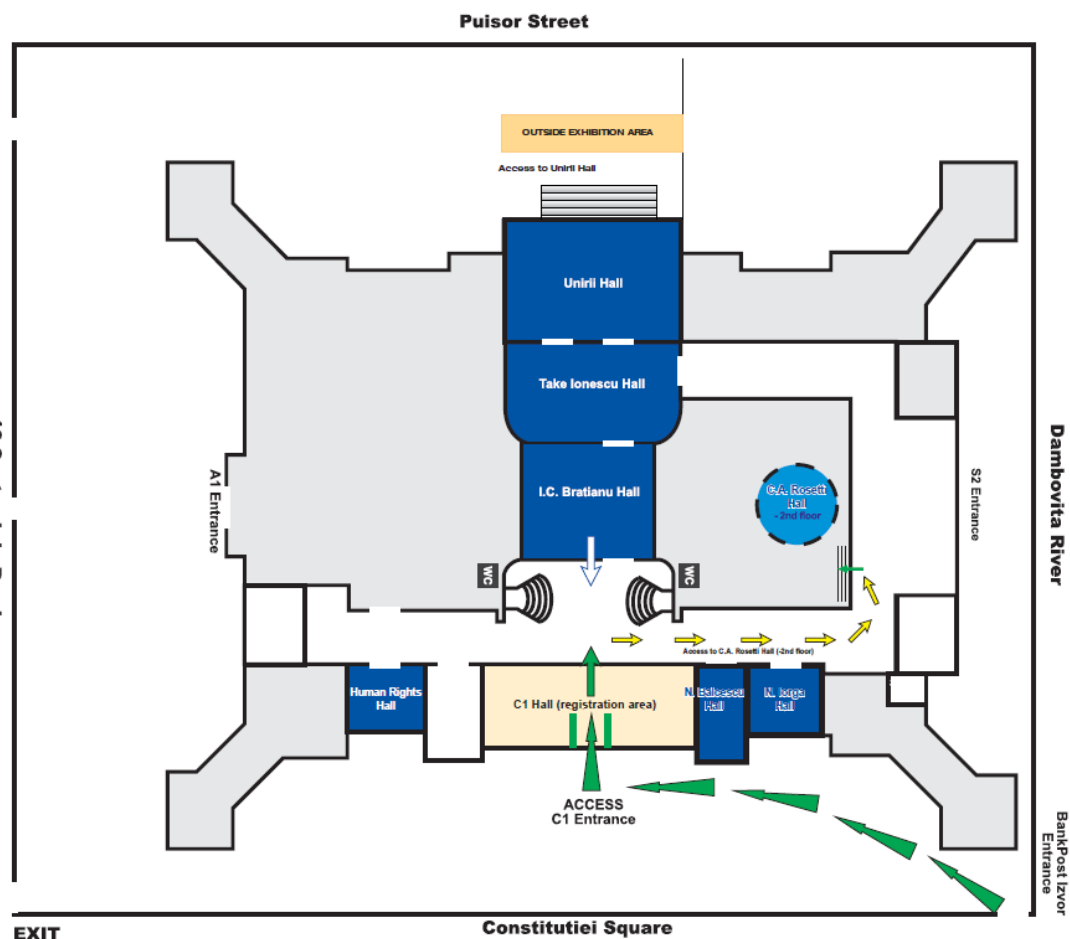 Puisor Street
OUTSIDE EXHIBITION AREA
Access to Unirii Hall
Unirii Hall
Take Ionescu Hall
I.C. Bratianu Hall
C.A. Rosetti
Hall
-2nd floor
A1 Entrance
S2 Entrance
Dambovita River
WC
WC
Access to C.A. Rosetti Hall (-2nd floor)
Human Rights
Hall
C1 Hall (registration area)
N. Balcescu
Hall
N. Iorga
Hall
ACCESS
C1 Entrance
BankPost Izvor
Entrance
EXIT
Constitutiei Square